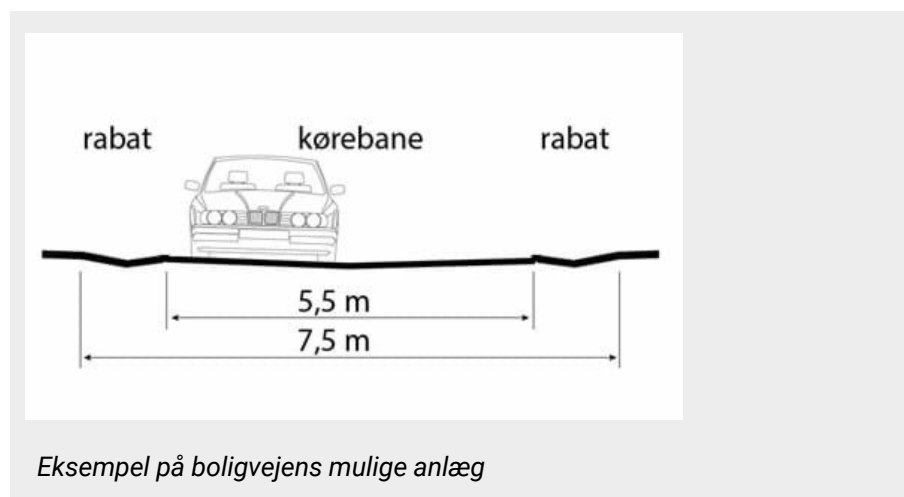 rabat kørebane rabat
5,5 m
7,5 m
Eksempel på boligvejens mulige anlæg